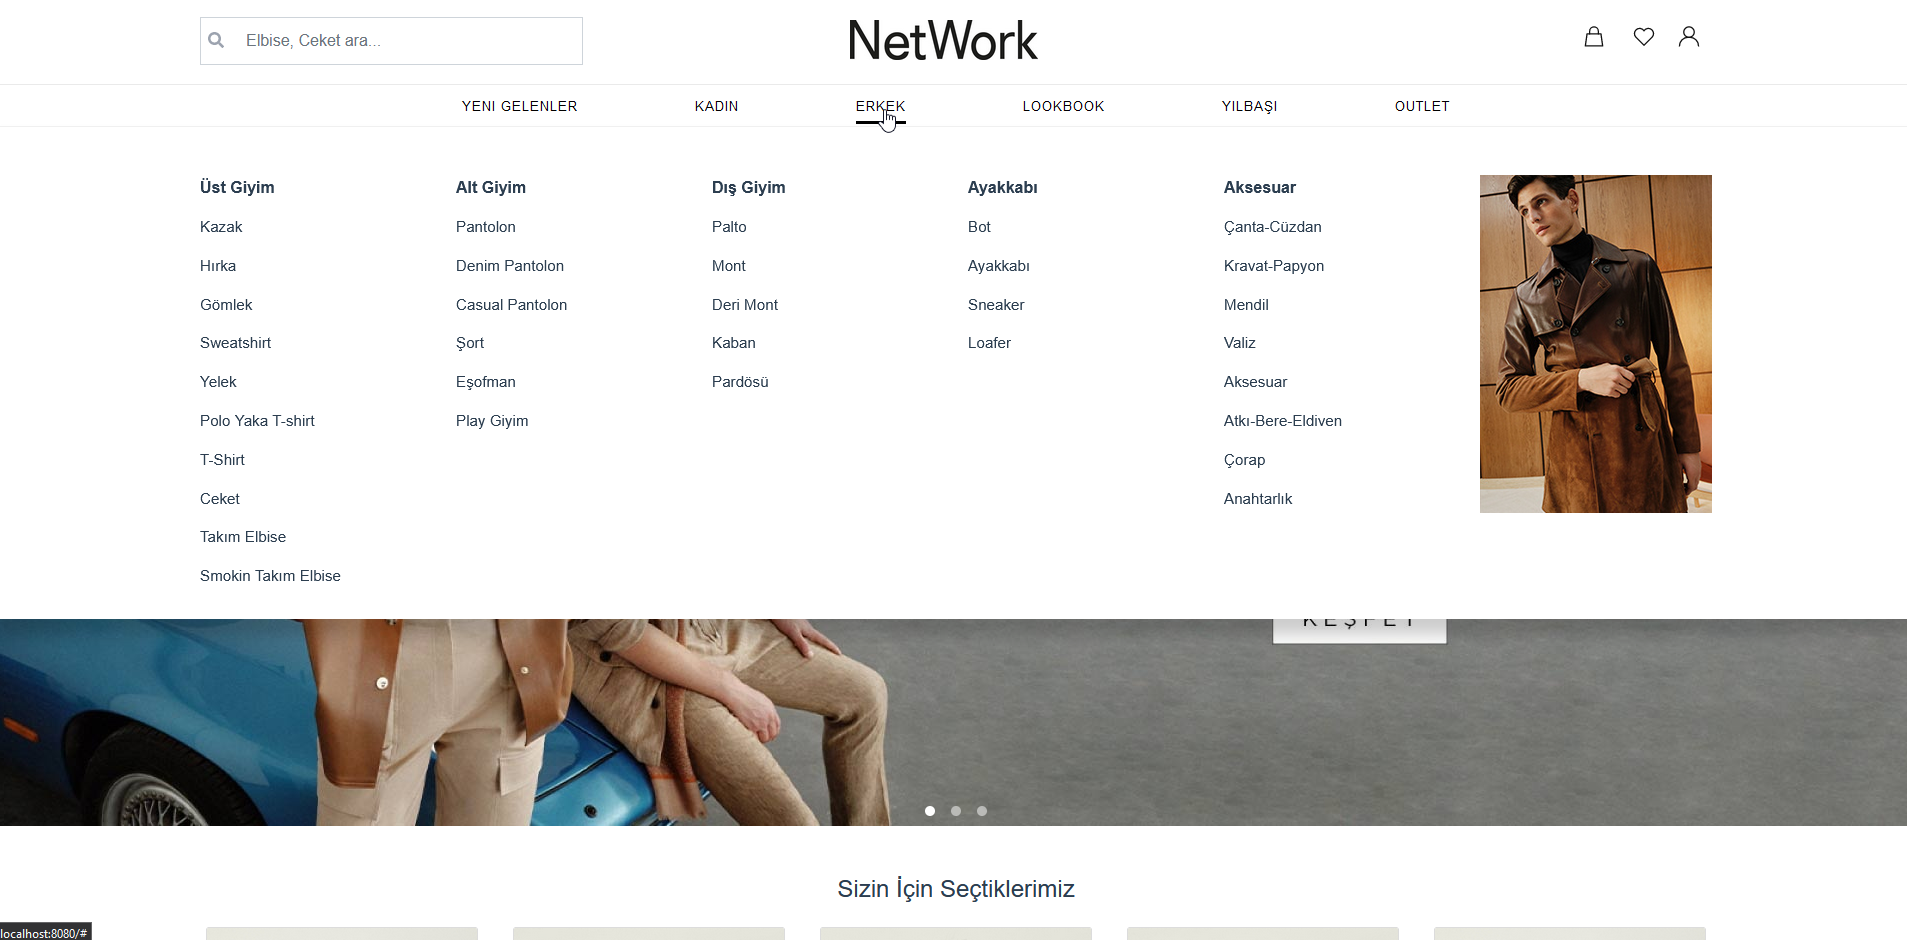 Elbise, Ceket ara...
NetWork
YENI GELENLER
KADIN
ERKEK
LOOKBOOK
YILBAŞI
OUTLET
Üst Giyim
Kazak
Hırka
Gömlek
Sweatshirt
Yelek
Polo Yaka T-shirt
T-Shirt
Ceket
Takım Elbise
Smokin Takım Elbise
Alt Giyim
Pantolon
Denim Pantolon
Casual Pantolon
Şort
Eşofman
Play Giyim
Dış Giyim
Palto
Mont
Deri Mont
Kaban
Pardösü
Ayakkabı
Bot
Ayakkabı
Sneaker
Loafer
Aksesuar
Çanta-Cüzdan
Kravat-Papyon
Mendil
Valiz
Aksesuar
Atkı-Bere-Eldiven
Çorap
Anahtarlık
KEŞFET
Sizin İçin Seçtiklerimiz
localhost:8080/#